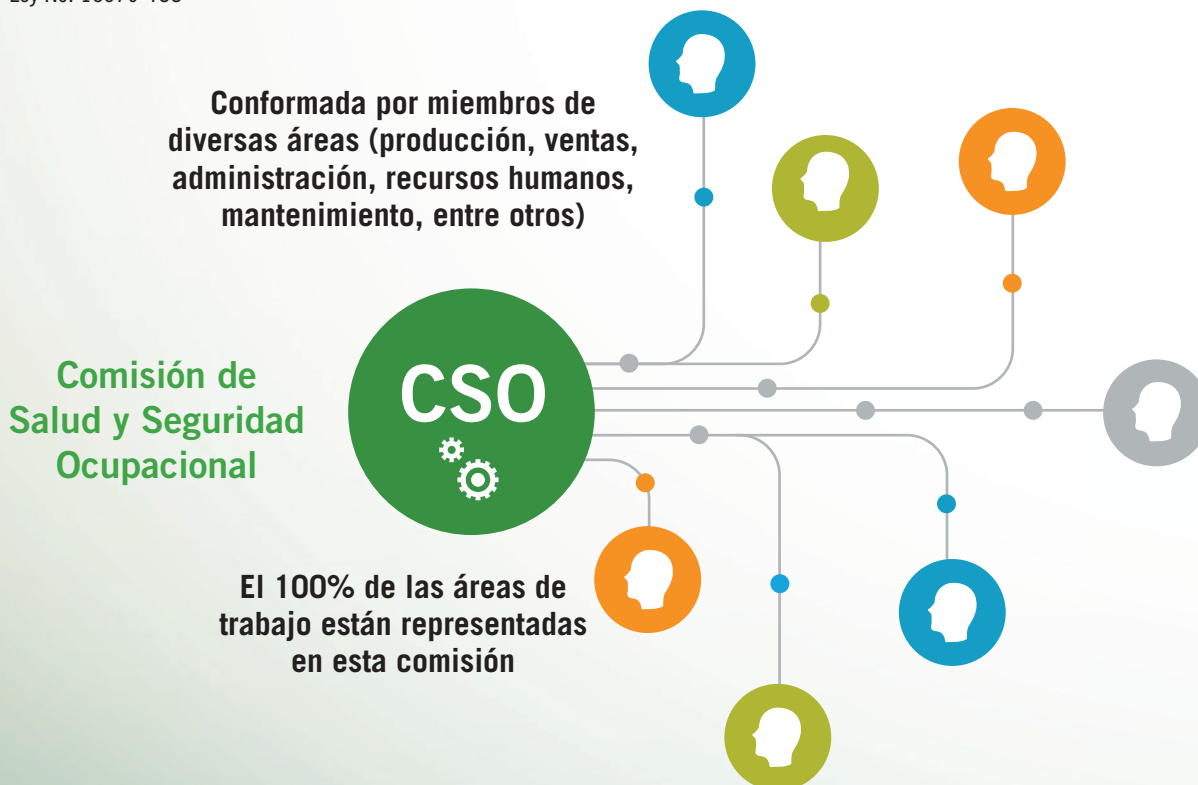 Conformada por miembros de
diversas áreas (producción, ventas,
administración, recursos humanos,
mantenimiento, entre otros)
Comisión de
Salud y Seguridad
Ocupacional
CSO
El 100% de las áreas de
trabajo están representadas
en esta comisión